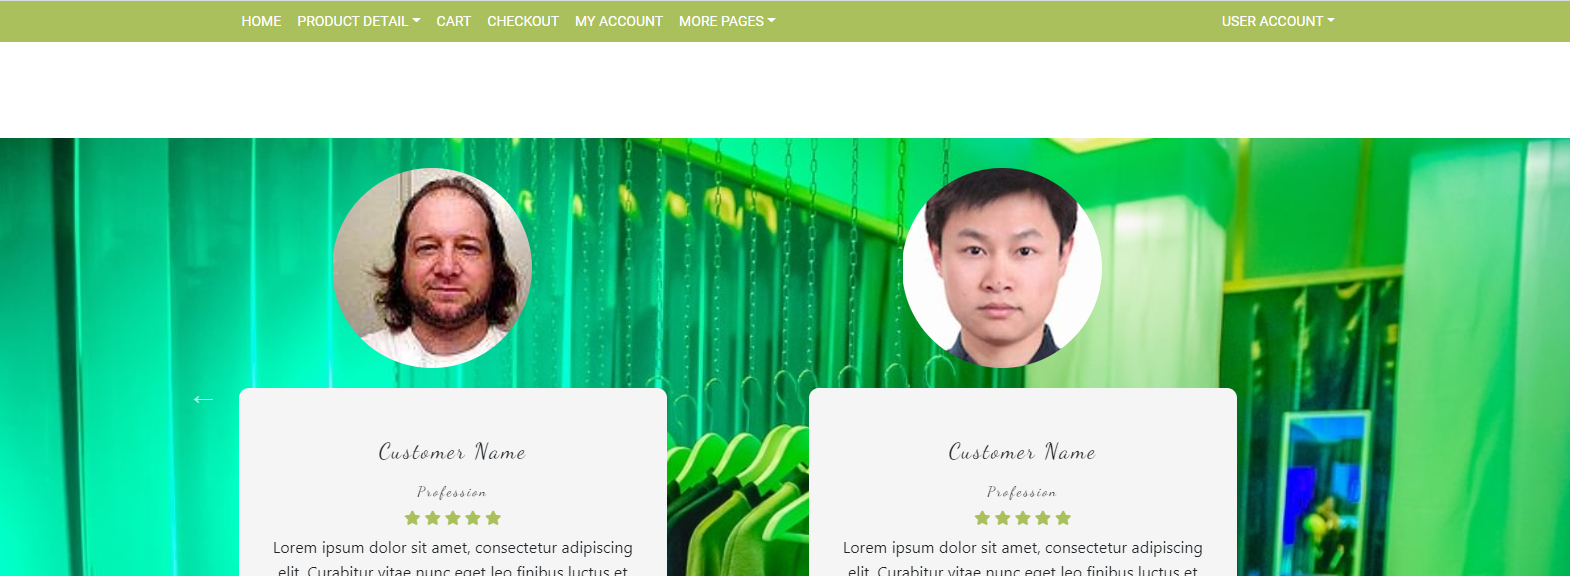 HOME PRODUCT DETAIL CART CHECKOUT MY ACCOUNT MORE PAGES USER ACCOUNT
Customer Name
Profession
Lorem ipsum dolor sit amet, consectetur adipiscing
elit. Curabitur vitae nunc eget leo finibus luctus et
Customer Name
Profession
Lorem ipsum dolor sit amet, consectetur adipiscing
elit. Curabitur vitae nunc eget leo finibus luctus et